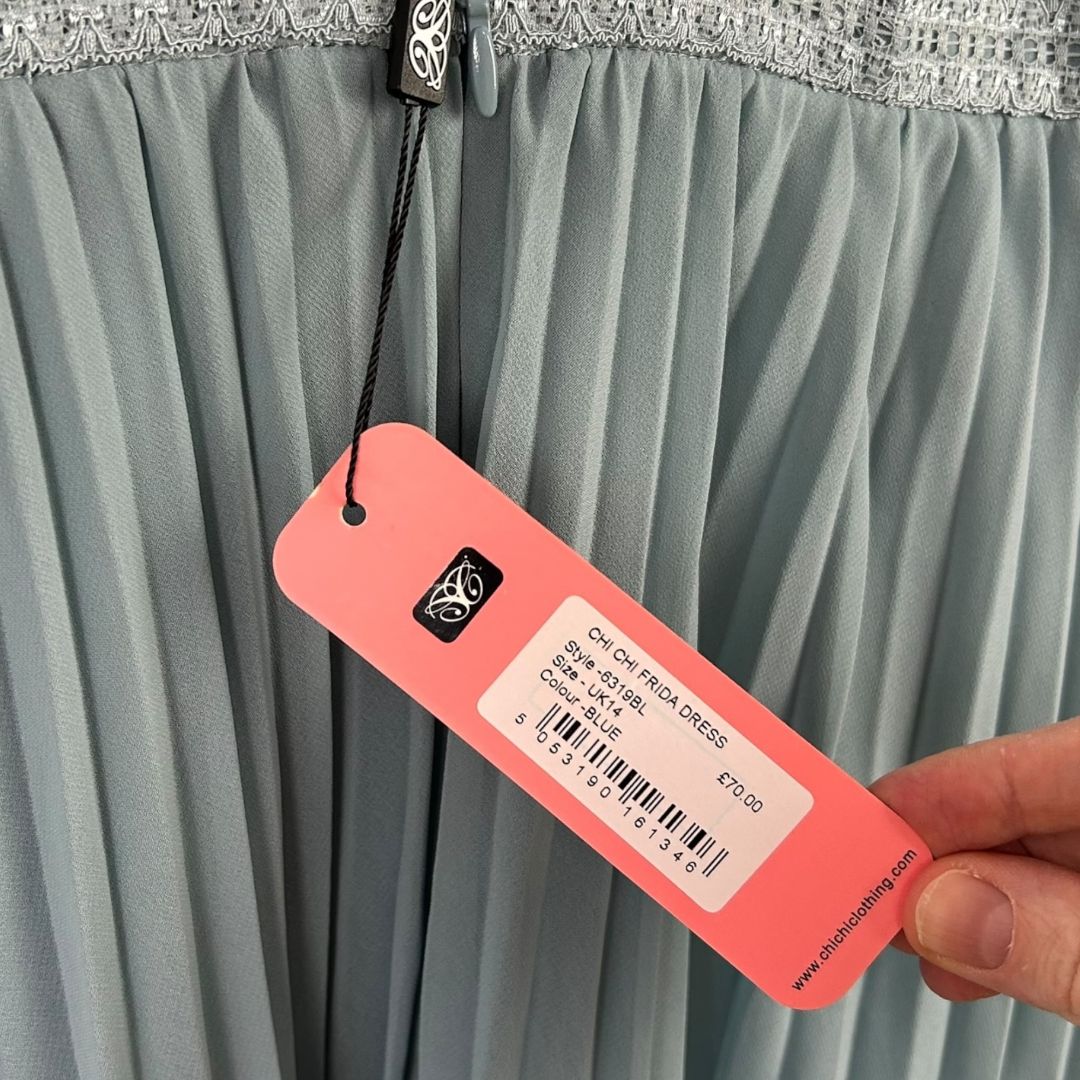 CHI CHI FRIDA DRESS
Style -6319BL
Size - UK14
Colour -BLUE
£70.00
5 053190 161346
www.chichiclothing.com